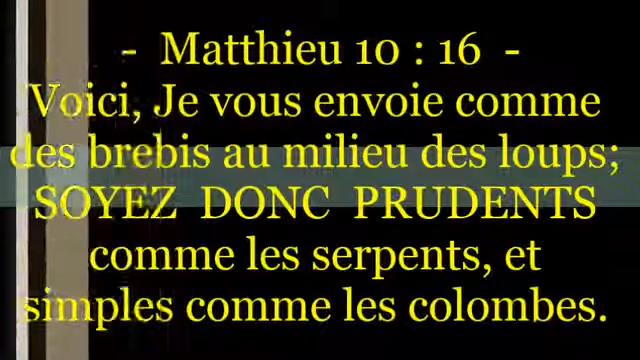 - Matthieu 10 : 16 -
Voici, Je vous envoie comme
des brebis au milieu des loups;
SOYEZ DONC PRUDENTS
comme les serpents, et
simples comme les colombes.